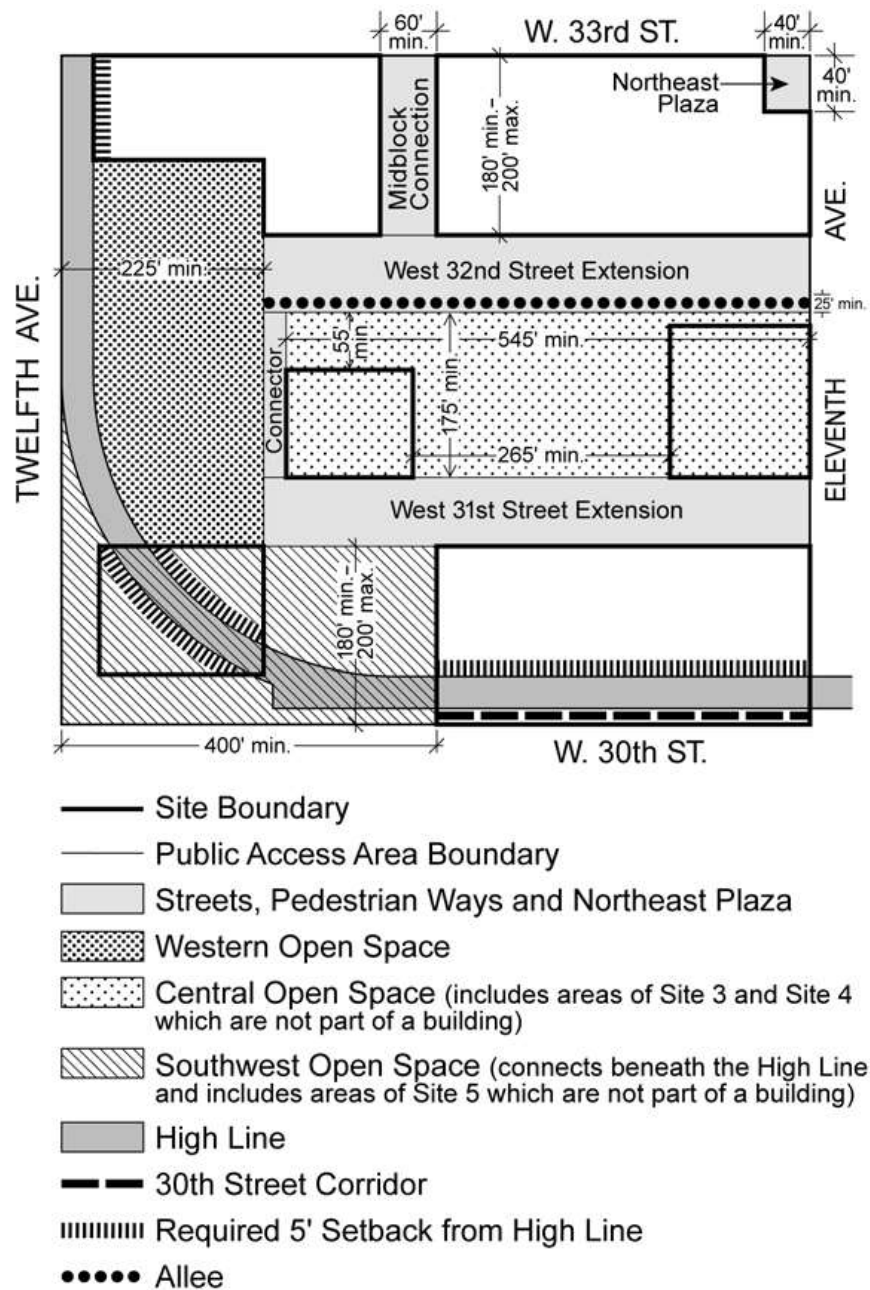 60'
min.
W. 33rd ST.
40'
min.
Northeast
Plaza
40'
min.
Midblock
Connection
180' min.-
200' max.
AVE.
225' min.
West 32nd Street Extension
25' min.
TWELFTH AVE.
55'
min
545' min.
Connector
175' min.
265' min.
ELEVENTH
West 31st Street Extension
180' min.-
200' max.
400' min.
W. 30th ST.
Site Boundary
Public Access Area Boundary
Streets, Pedestrian Ways and Northeast Plaza
Western Open Space
Central Open Space (includes areas of Site 3 and Site 4
which are not part of a building)
Southwest Open Space (connects beneath the High Line
and includes areas of Site 5 which are not part of a building)
High Line
30th Street Corridor
Required 5' Setback from High Line
Allee